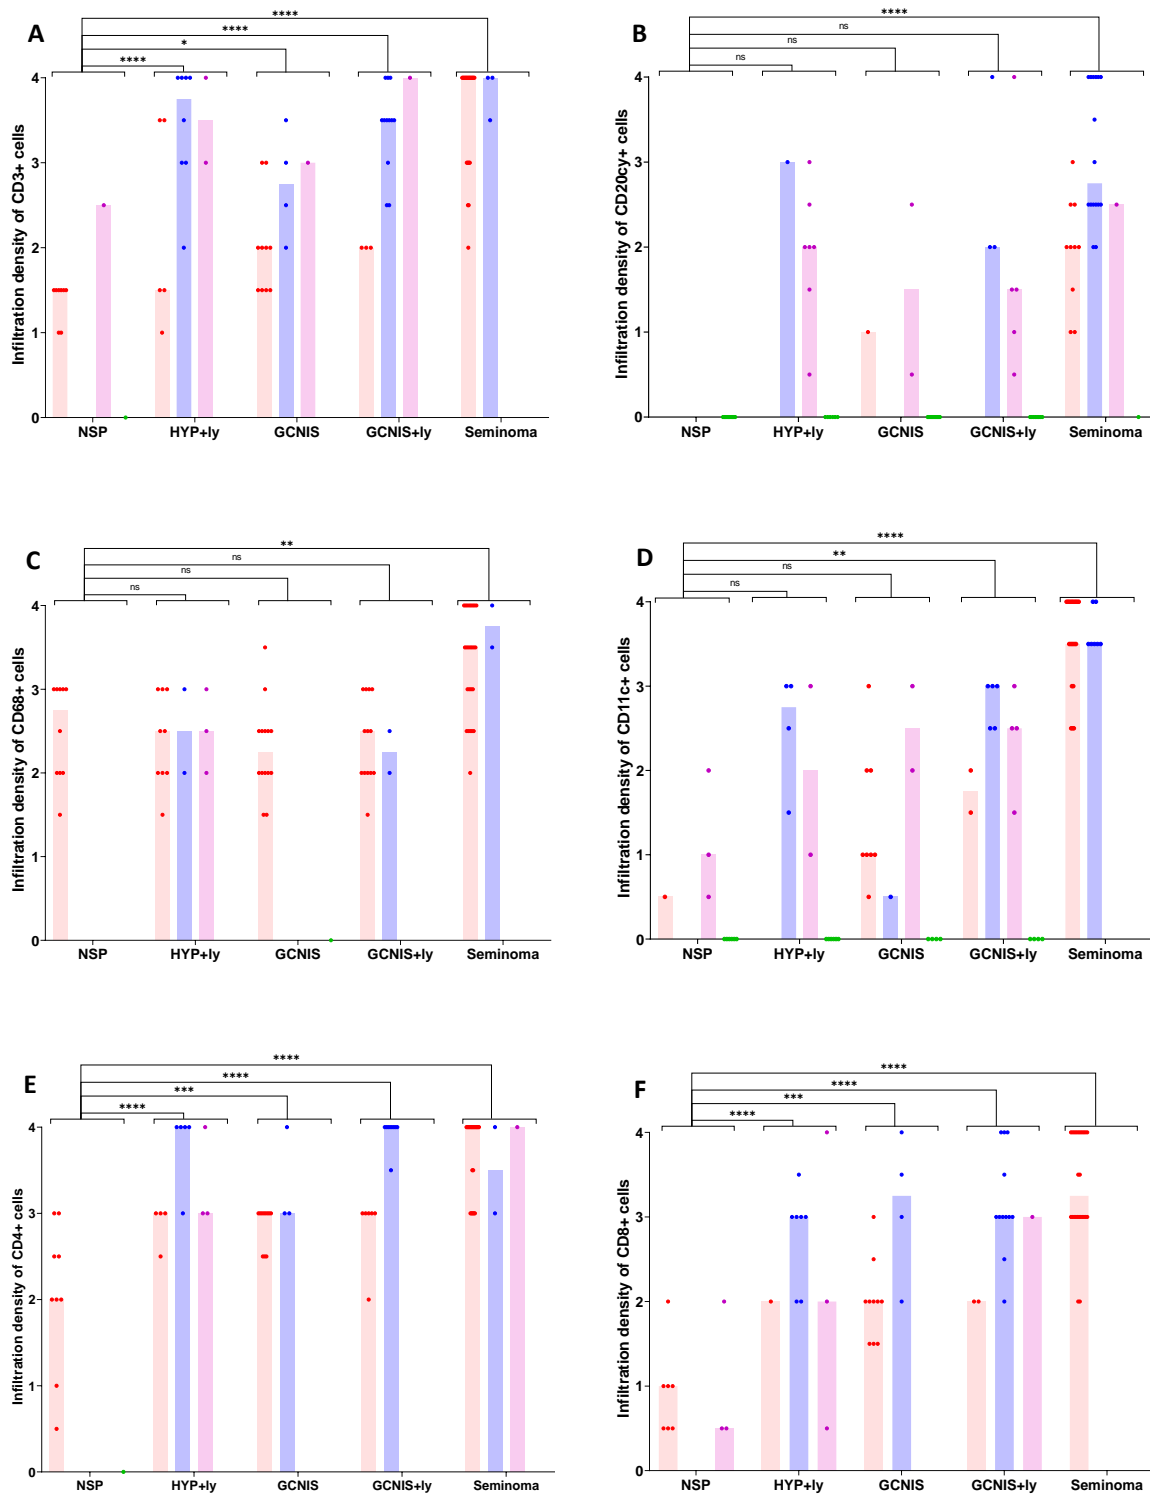 A
****
****
*
****
Infiltration density of CD3+ cells
4
3
2
1
0
NSP HYP+ly GCNIS GCNIS+ly Seminoma
B
****
ns
ns
ns
Infiltration density of CD20cy+ cells
4
3
2
1
0
NSP HYP+ly GCNIS GCNIS+ly Seminoma
C
**
ns
ns
ns
Infiltration density of CD68+ cells
4
3
2
1
0
NSP HYP+ly GCNIS GCNIS+ly Seminoma
D
****
**
ns
ns
Infiltration density of CD11c+ cells
4
3
2
1
0
NSP HYP+ly GCNIS GCNIS+ly Seminoma
E
****
****
***
****
Infiltration density of CD4+ cells
4
3
2
1
0
NSP HYP+ly GCNIS GCNIS+ly Seminoma
F
****
****
***
****
Infiltration density of CD8+ cells
4
3
2
1
0
NSP HYP+ly GCNIS GCNIS+ly Seminoma